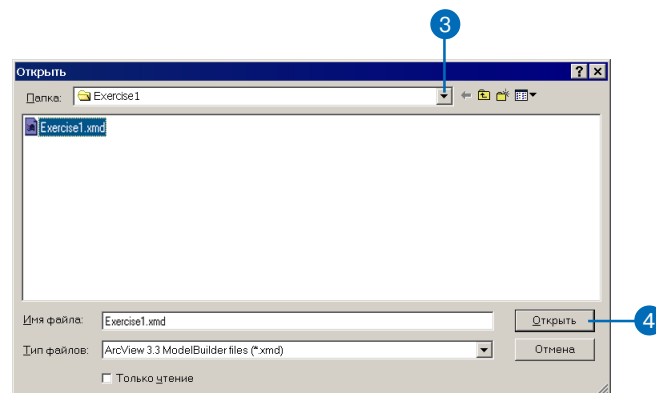 3
Открыть
Папка: Exercise1
Exercise1.xmd
Имя файла: Exercise1.xmd Открыть 4
Тип файлов: ArcView 3.3 ModelBuilder files (*.xmd) Отмена
Только чтение